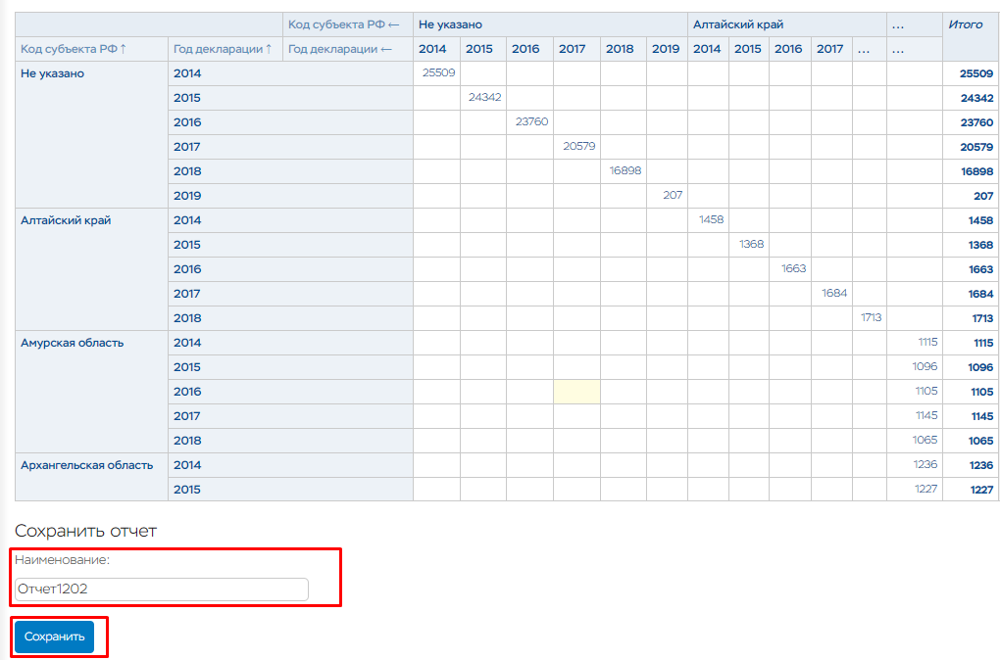 Код субъекта РФ ← Не указано Алтайский край ... Итого
Код субъекта РФ ↑ Год декларации ↑ Год декларации ← 2014 2015 2016 2017 2018 2019 2014 2015 2016 2017 ... ...
Не указано 2014 25509 25509
2015 24342 24342
2016 23760 23760
2017 20579 20579
2018 16898 16898
2019 207 207
Алтайский край 2014 1458 1458
2015 1368 1368
2016 1663 1663
2017 1684 1684
2018 1713 1713
Амурская область 2014 1115 1115
2015 1096 1096
2016 1105 1105
2017 1145 1145
2018 1065 1065
Архангельская область 2014 1236 1236
2015 1227 1227
Сохранить отчет
Наименование:
Отчет1202
Сохранить